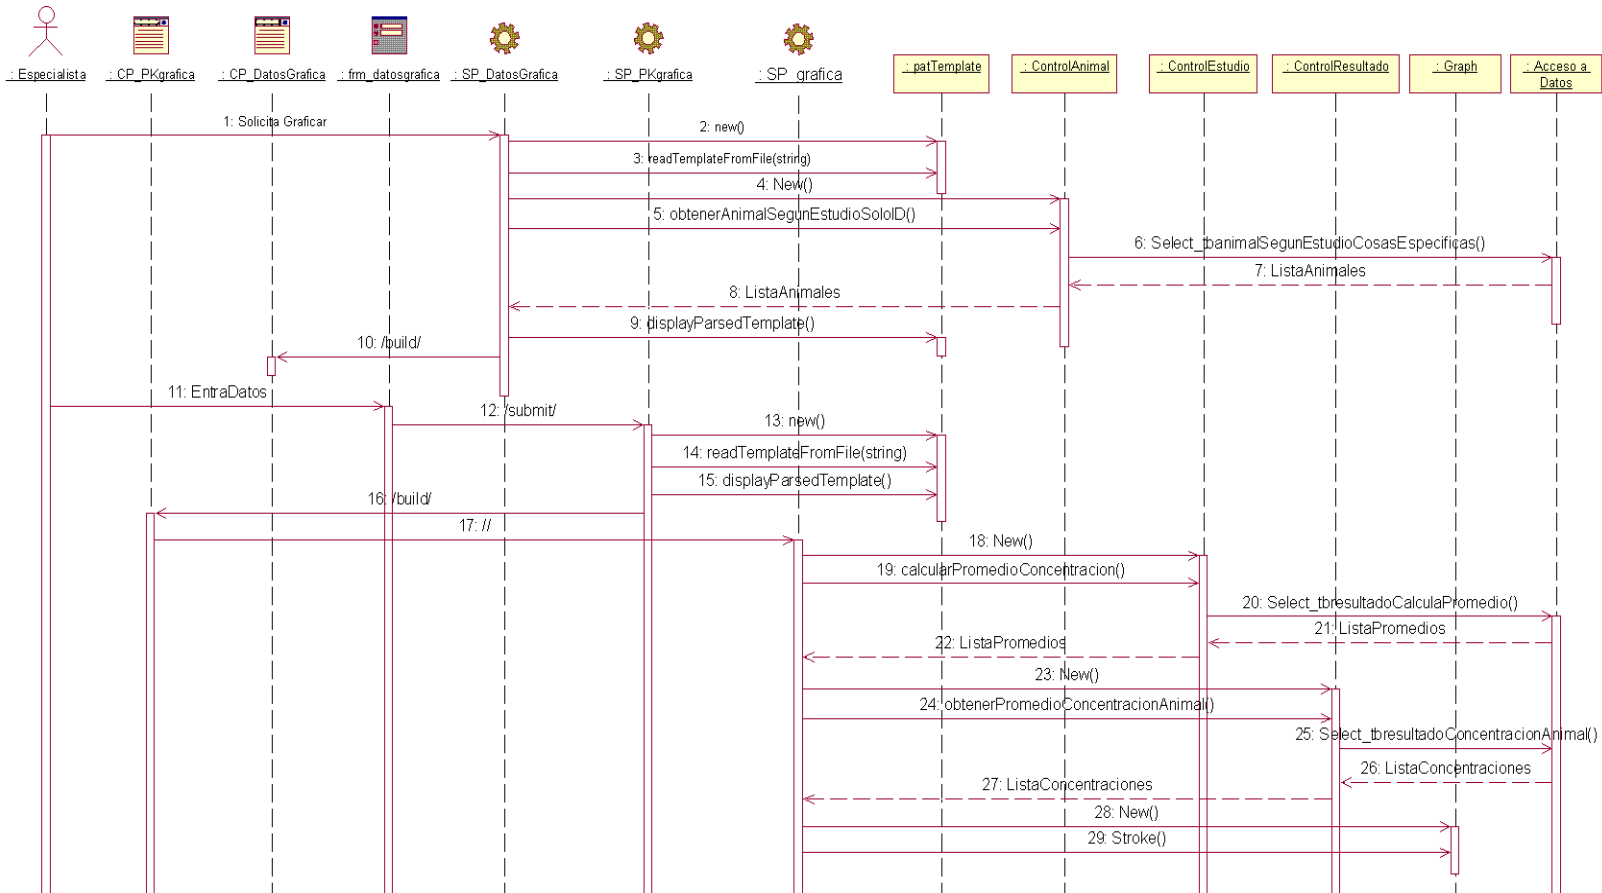 : Especialista
: CP_PKgrafica
: CP_DatosGrafica
: frm_datosgrafica
: SP_DatosGrafica
: SP_PKgrafica
: SP_grafica
: patTemplate
: ControlAnimal
: ControlEstudio
: ControlResultado
: Graph
: Acceso a
Datos
1: Solicita Graficar
2: new()
3: readTemplateFromFile(string)
4: New()
5: obtenerAnimalSegunEstudioSoloID()
6: Select_tbanimalSegunEstudioCosasEspecificas()
7: ListaAnimales
8: ListaAnimales
9: displayParsedTemplate()
10: /build/
11: EntraDatos
12: /submit/
13: new()
14: readTemplateFromFile(string)
15: displayParsedTemplate()
16: /build/
17: //
18: New()
19: calcularPromedioConcentracion()
20: Select_tbresultadoCalculaPromedio()
21: ListaPromedios
22: ListaPromedios
23: New()
24: obtenerPromedioConcentracionAnimal()
25: Select_tbresultadoConcentracionAnimal()
26: ListaConcentraciones
27: ListaConcentraciones
28: New()
29: Stroke()